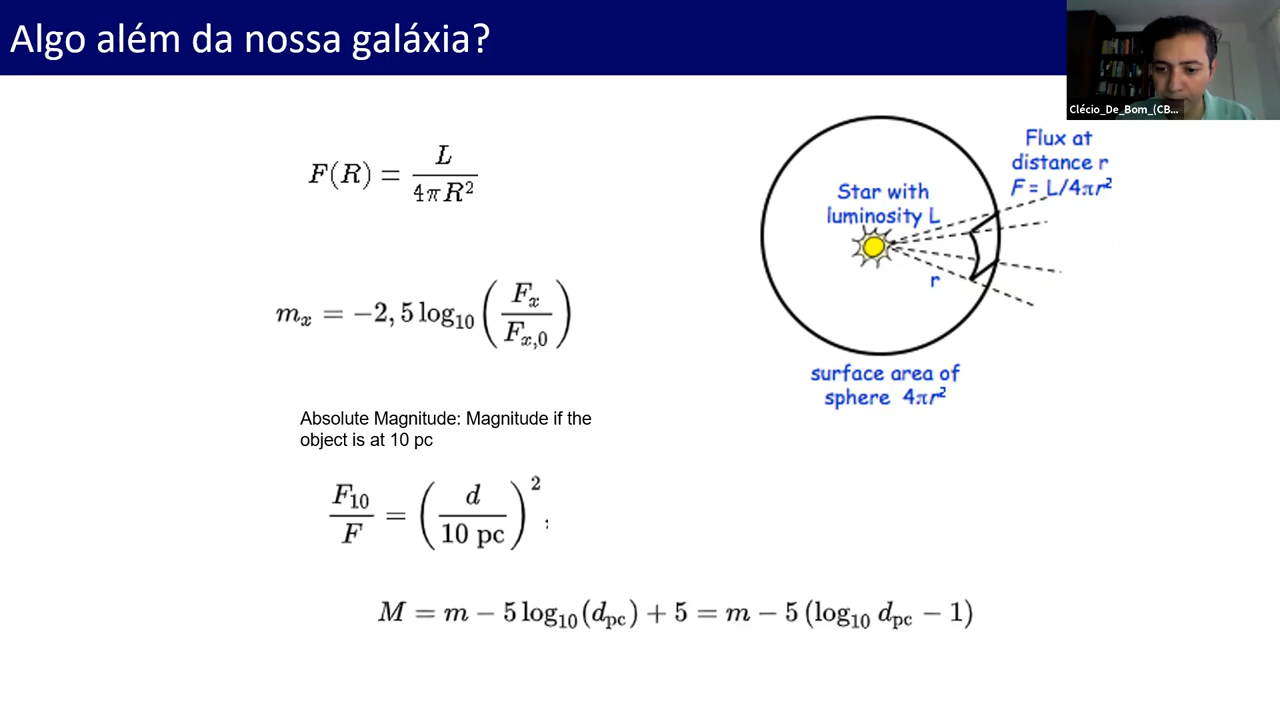 Algo além da nossa galáxia?
Clécio_De_Bom_(CB...
F(R) = L / 4πR²
Flux at
distance r
F = L/4πr²
Star with
luminosity L
r
surface area of
sphere 4πr²
m_x = −2,5 log₁₀ (F_x / F_x,0)
Absolute Magnitude: Magnitude if the
object is at 10 pc
F₁₀ / F = (d / 10 pc)² ;
M = m − 5 log₁₀(d_pc) + 5 = m − 5 (log₁₀ d_pc − 1)